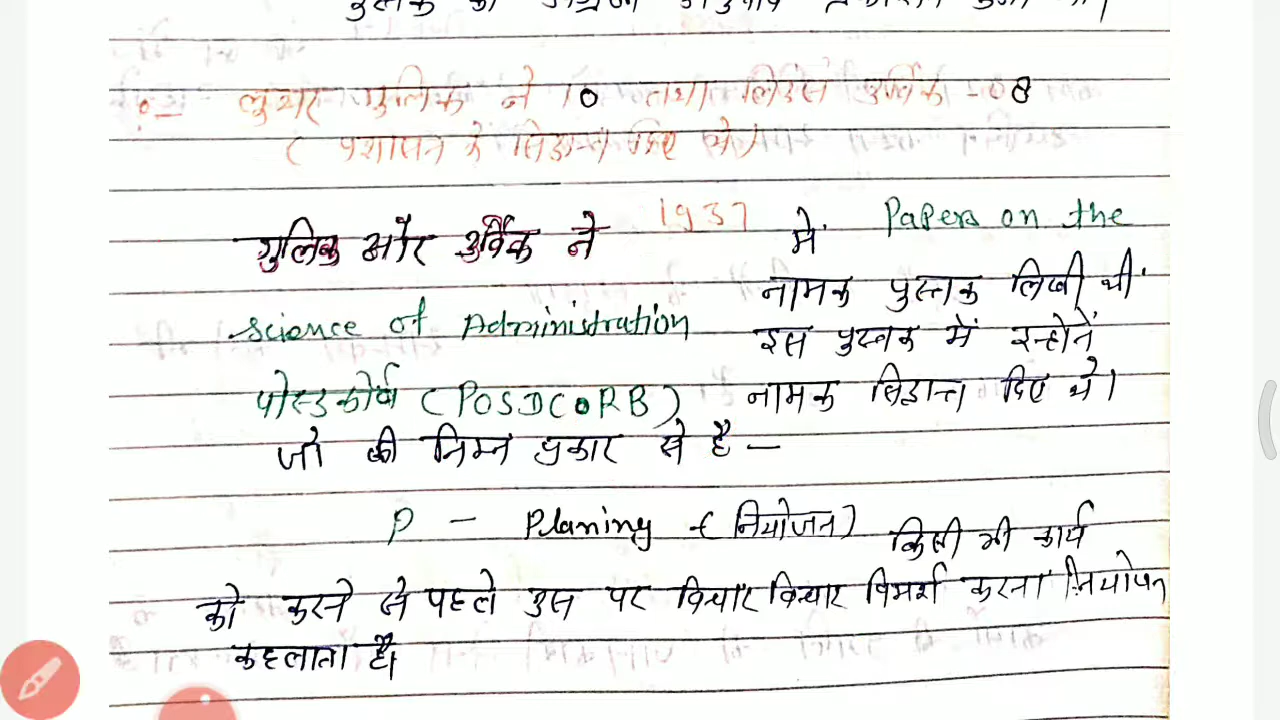 लुथर गुलिक ने 10 तथा लिंडसे उर्विक - 08
( प्रशासन के सिद्धान्त दिए थे)
गुलिक और उर्विक ने 1937 में Papers on the
science of Administration नामक पुस्तक लिखी थी
इस पुस्तक में इन्होनें
पोस्डकोर्ब (POSDCORB) नामक सिद्धान्त दिए थे।
जो की निम्न प्रकार से है —
P — Planing - (नियोजन) किसी भी कार्य
को करने से पहले उस पर विचार विचार विमर्श करना नियोजन
कहलाता है।